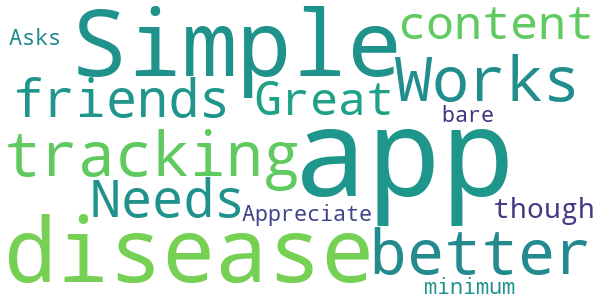 Asks
Simple
content
friends
Great
Works
bare
tracking
app
Needs
Appreciate
though
disease
better
minimum